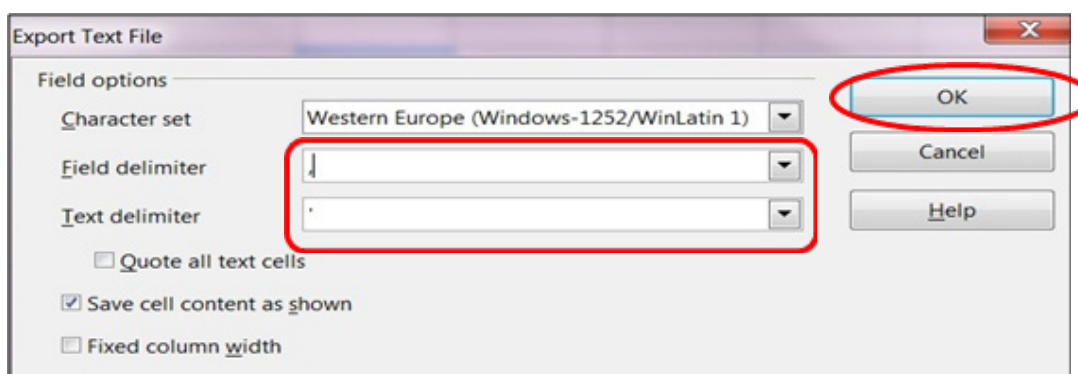 Export Text File
Field options
OK
Character set
Western Europe (Windows-1252/WinLatin 1)
Cancel
Field delimiter
,
Help
Text delimiter
'
Quote all text cells
Save cell content as shown
Fixed column width